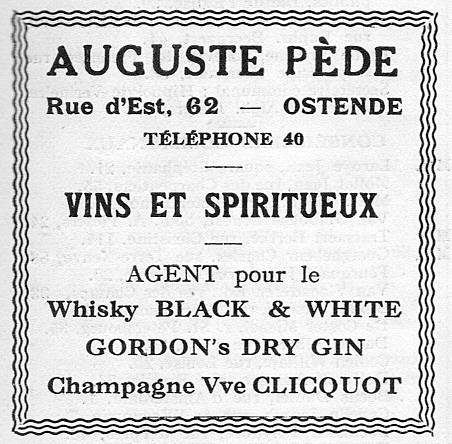 AUGUSTE PÈDE
Rue d'Est, 62 — OSTENDE
TÉLÉPHONE 40
VINS ET SPIRITUEUX
AGENT pour le
Whisky BLACK & WHITE
GORDON's DRY GIN
Champagne Vve CLICQUOT